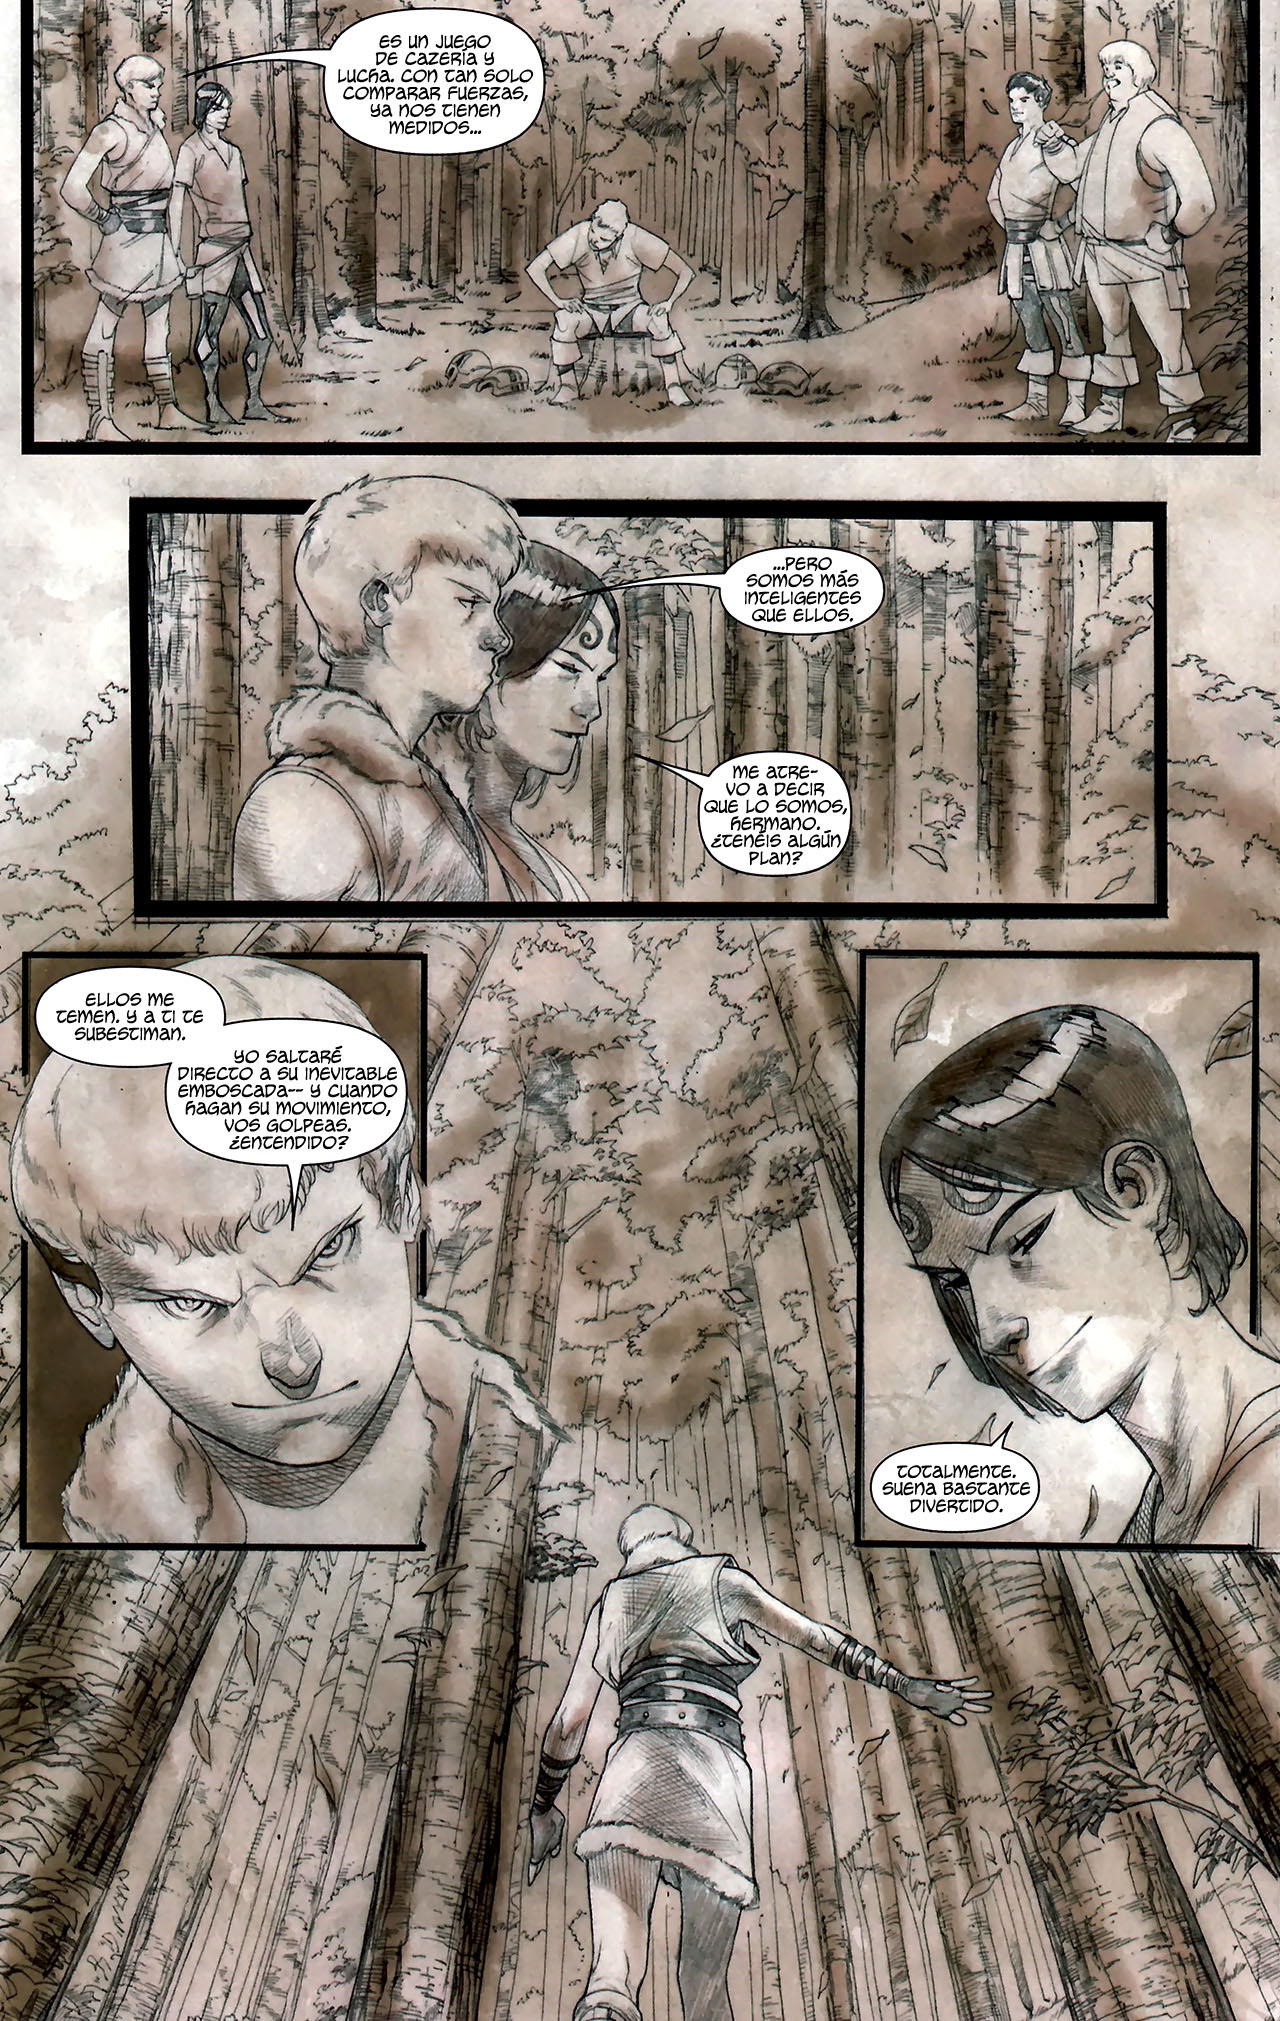 ES UN JUEGO
DE CAZERÍA Y
LUCHA. CON TAN SOLO
COMPARAR FUERZAS,
YA NOS TIENEN
MEDIDOS...
...PERO
SOMOS MÁS
INTELIGENTES
QUE ELLOS.
ME ATRE-
VO A DECIR
QUE LO SOMOS,
HERMANO.
¿TENÉIS ALGÚN
PLAN?
ELLOS ME
TEMEN. Y A TI TE
SUBESTIMAN.
YO SALTARÉ
DIRECTO A SU INEVITABLE
EMBOSCADA-- Y CUANDO
HAGAN SU MOVIMIENTO,
VOS GOLPEAS.
¿ENTENDIDO?
TOTALMENTE.
SUENA BASTANTE
DIVERTIDO.